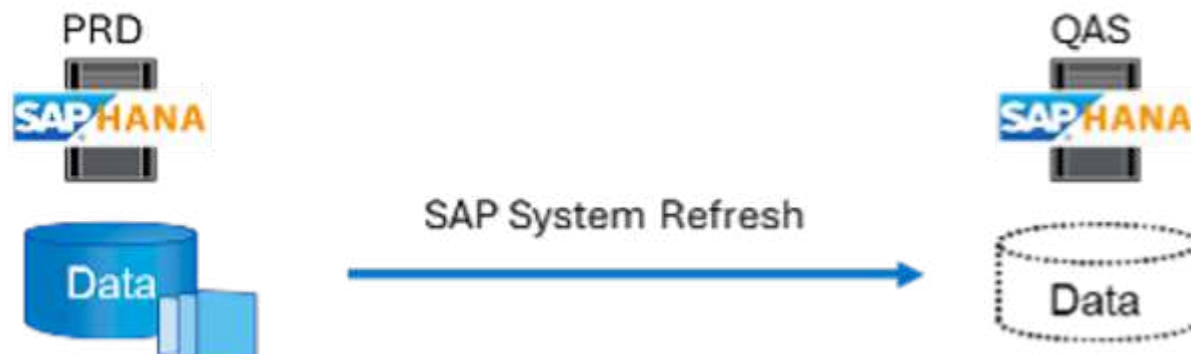 PRD
QAS
SAP HANA
SAP HANA
SAP System Refresh
Data
Data